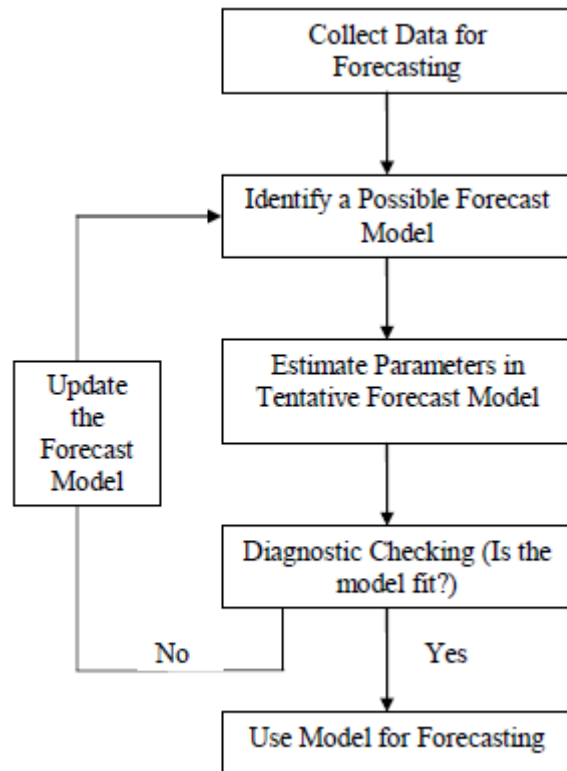 Collect Data for
Forecasting
Identify a Possible Forecast
Model
Estimate Parameters in
Tentative Forecast Model
Update
the
Forecast
Model
Diagnostic Checking (Is the
model fit?)
No
Yes
Use Model for Forecasting